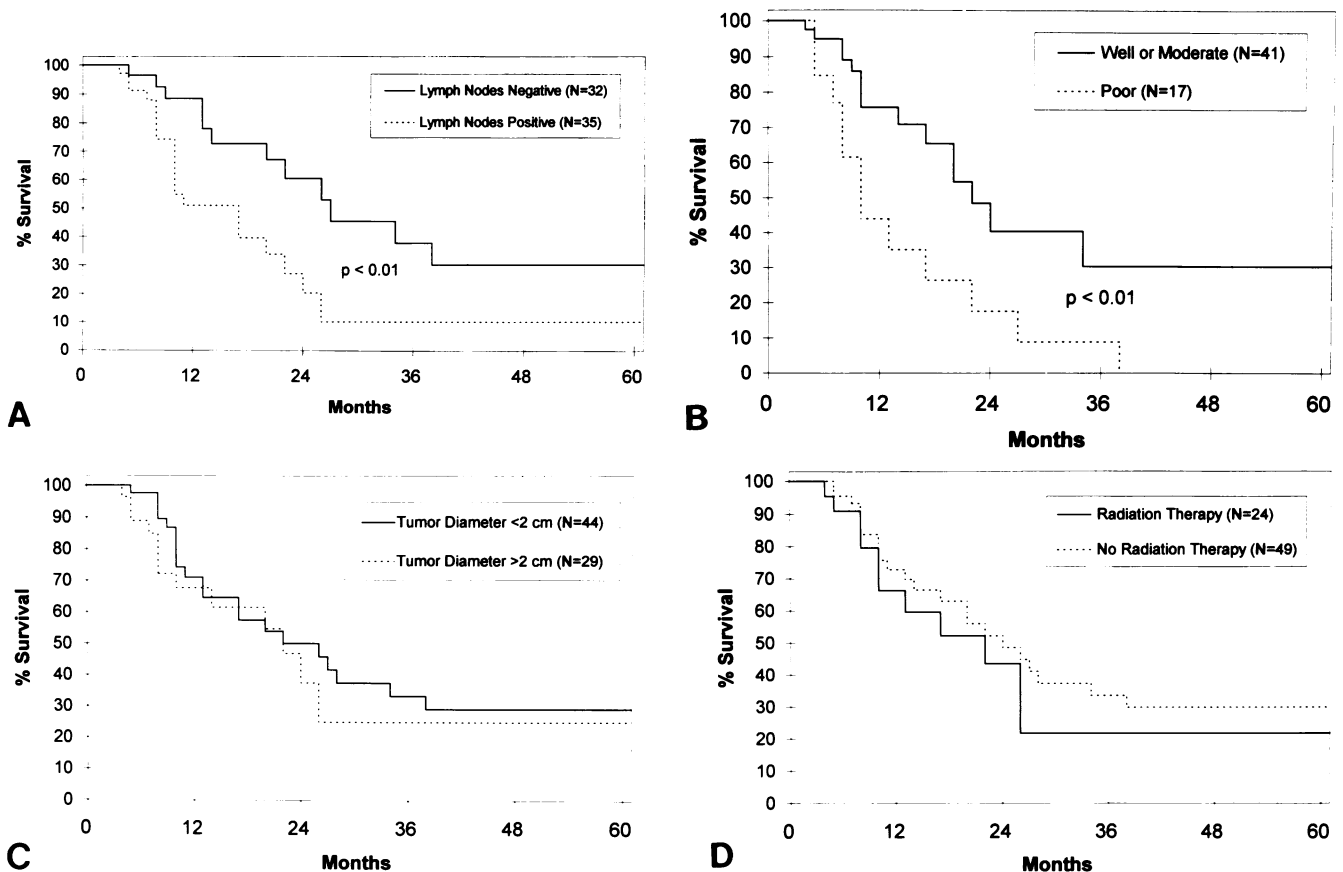 100
90
80
70
60
50
40
30
20
10
0
% Survival
Lymph Nodes Negative (N=32)
Lymph Nodes Positive (N=35)
p < 0.01
0 12 24 36 48 60
Months
A
100
90
80
70
60
50
40
30
20
10
0
% Survival
Well or Moderate (N=41)
Poor (N=17)
p < 0.01
0 12 24 36 48 60
Months
B
100
90
80
70
60
50
40
30
20
10
0
% Survival
Tumor Diameter <2 cm (N=44)
Tumor Diameter >2 cm (N=29)
0 12 24 36 48 60
Months
C
100
90
80
70
60
50
40
30
20
10
0
% Survival
Radiation Therapy (N=24)
No Radiation Therapy (N=49)
0 12 24 36 48 60
Months
D